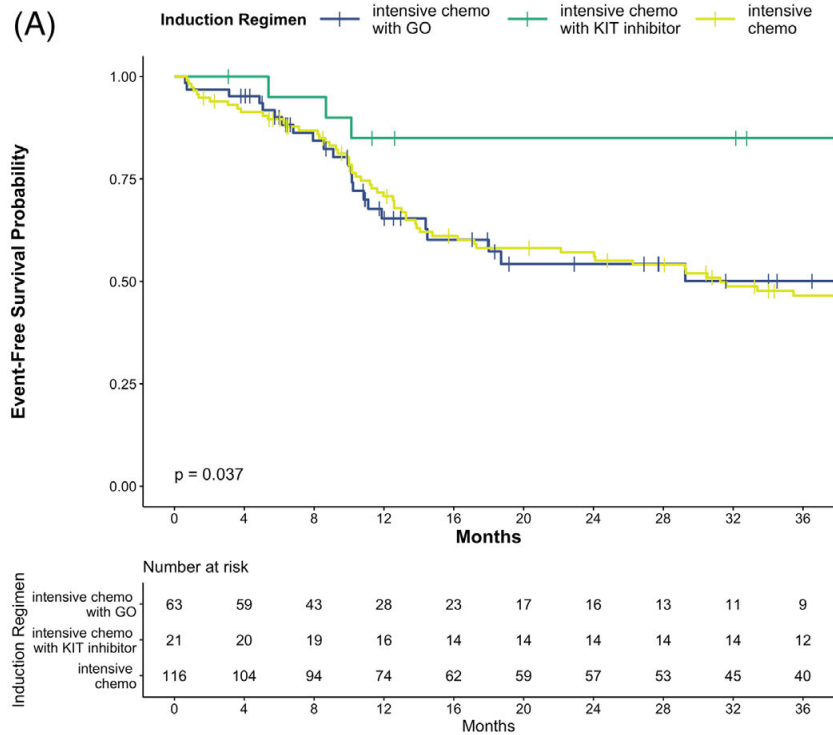 (A)
Induction Regimen
intensive chemo
with GO
intensive chemo
with KIT inhibitor
intensive
chemo
Event-Free Survival Probability
1.00
0.75
0.50
0.25
0.00
p = 0.037
0 4 8 12 16 20 24 28 32 36
Months
Number at risk
Induction Regimen
intensive chemo
with GO
63 59 43 28 23 17 16 13 11 9
intensive chemo
with KIT inhibitor
21 20 19 16 14 14 14 14 14 12
intensive
chemo
116 104 94 74 62 59 57 53 45 40
0 4 8 12 16 20 24 28 32 36
Months